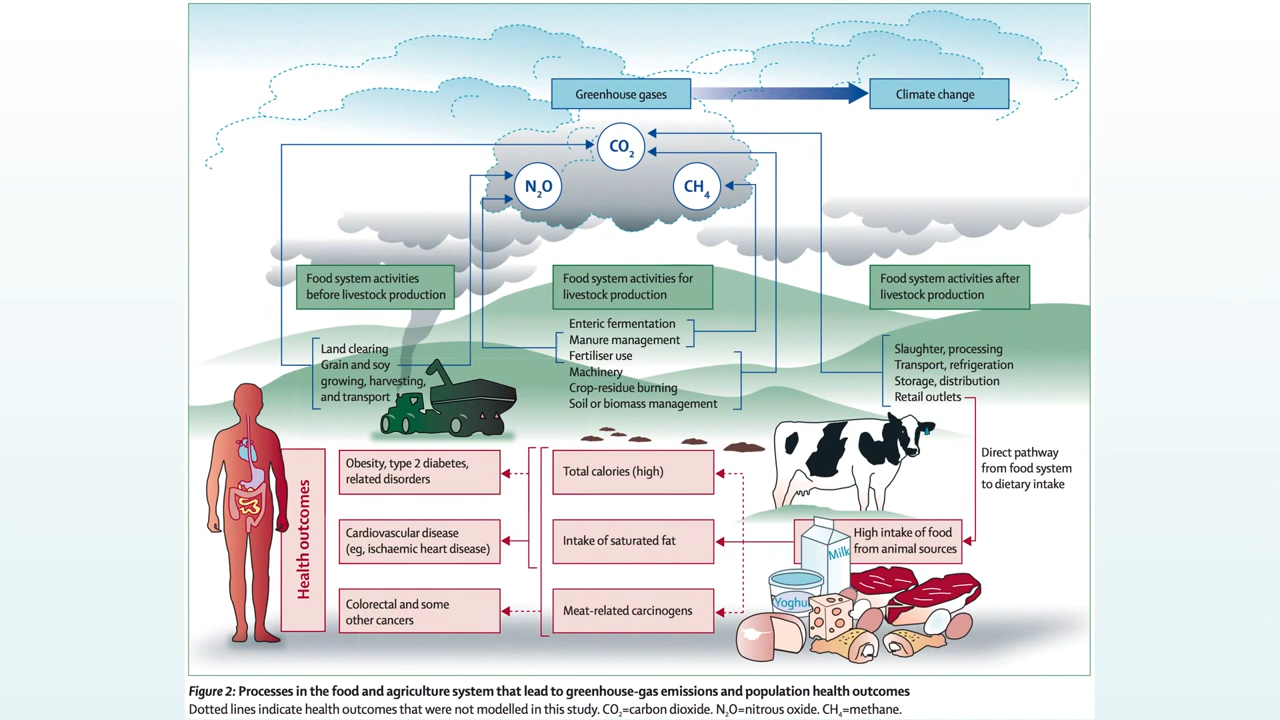 Greenhouse gases
Climate change
CO₂
N₂O
CH₄
Food system activities
before livestock production
Food system activities for
livestock production
Food system activities after
livestock production
Land clearing
Grain and soy
growing, harvesting,
and transport
Enteric fermentation
Manure management
Fertiliser use
Machinery
Crop-residue burning
Soil or biomass management
Slaughter, processing
Transport, refrigeration
Storage, distribution
Retail outlets
Direct pathway
from food system
to dietary intake
Health outcomes
Obesity, type 2 diabetes,
related disorders
Total calories (high)
Cardiovascular disease
(eg, ischaemic heart disease)
Intake of saturated fat
High intake of food
from animal sources
Colorectal and some
other cancers
Meat-related carcinogens
Milk
Yoghu
Figure 2: Processes in the food and agriculture system that lead to greenhouse-gas emissions and population health outcomes
Dotted lines indicate health outcomes that were not modelled in this study. CO₂=carbon dioxide. N₂O=nitrous oxide. CH₄=methane.